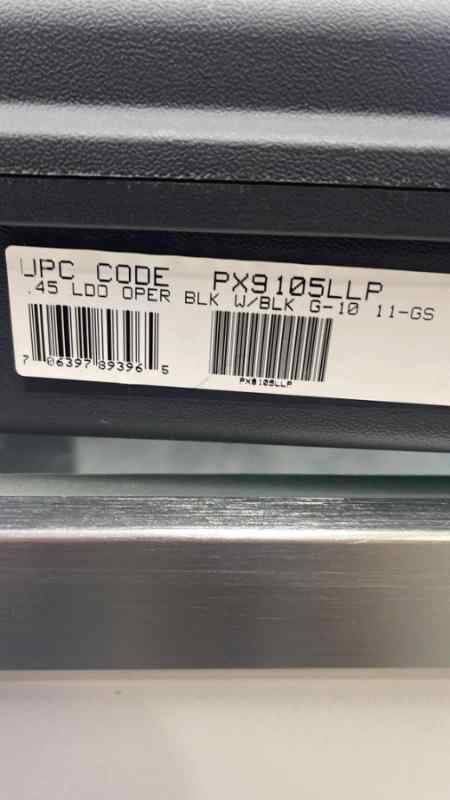 UPC CODE PX9105LLP
.45 LDD OPER BLK W/BLK G-10 11-GS
7 06397 89396 5
PX9105LLP